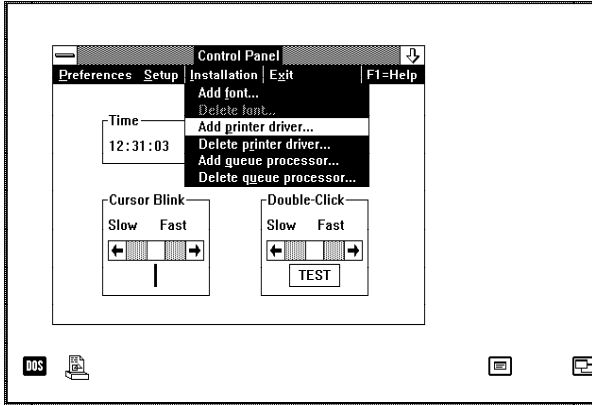 Control Panel
Preferences Setup Installation Exit F1=Help
Add font...
Delete font...
Add printer driver...
Delete printer driver...
Add queue processor...
Delete queue processor...
Time
12:31:03
Cursor Blink
Slow Fast
Double-Click
Slow Fast
TEST
DOS